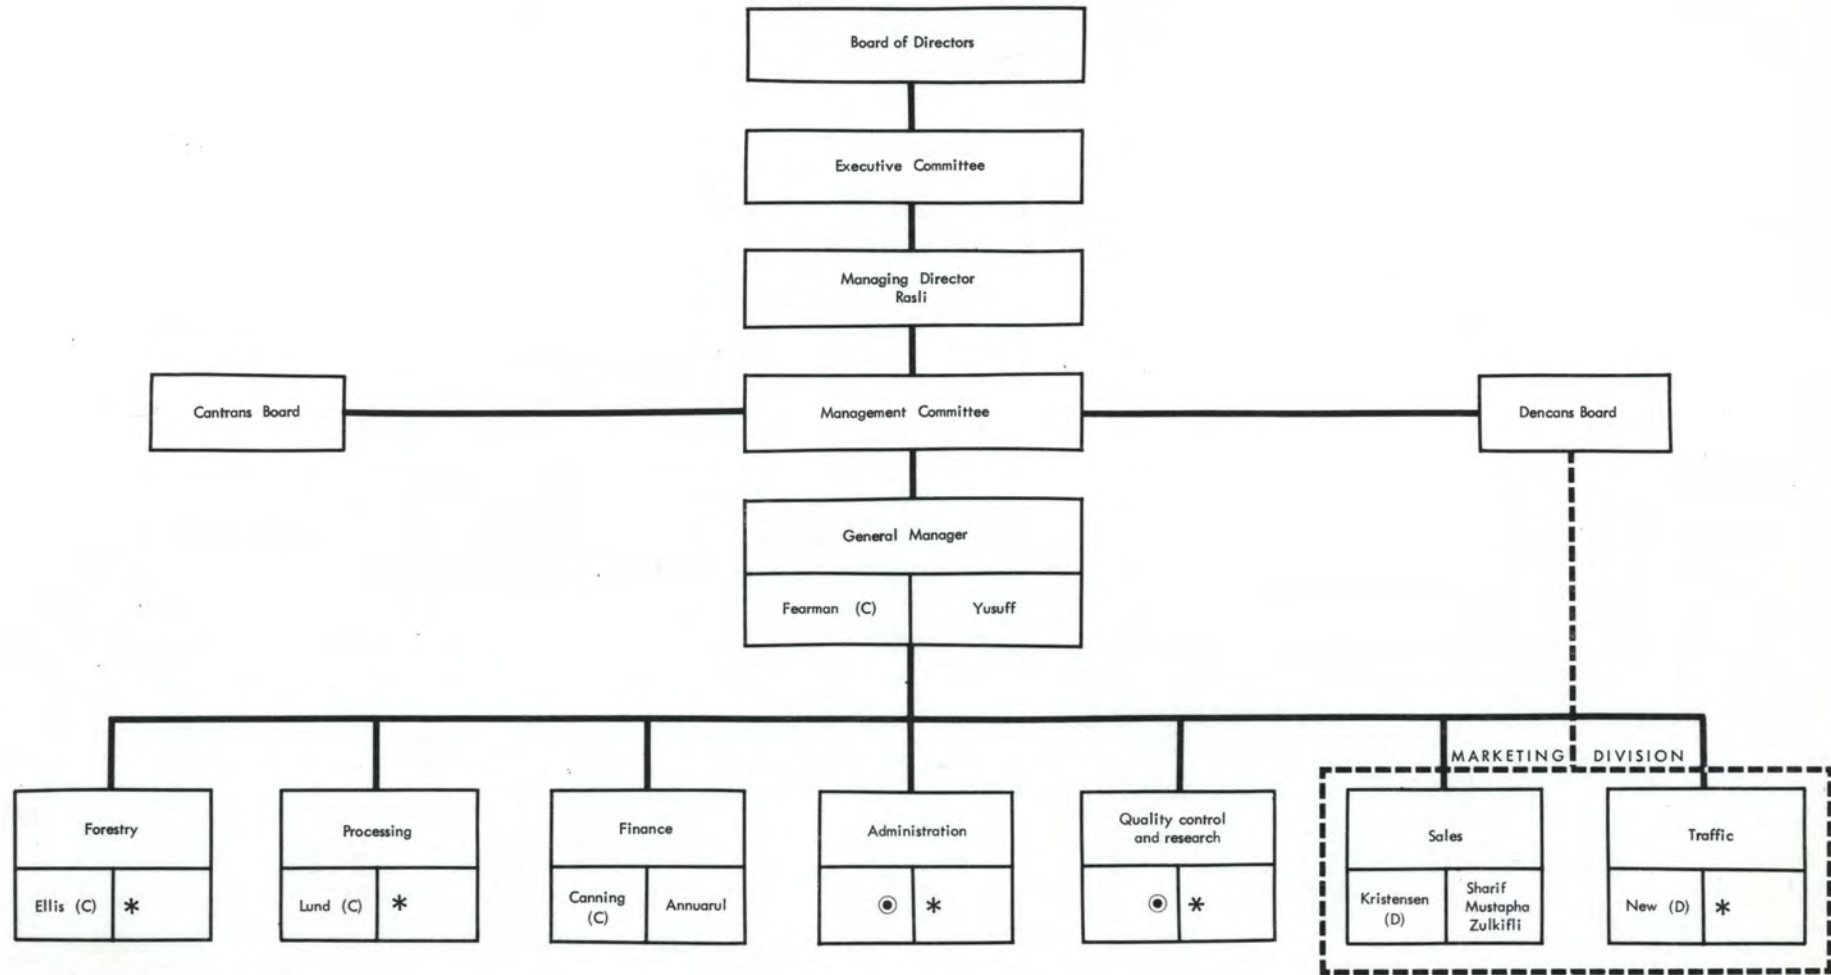 Board of Directors
Executive Committee
Managing Director
Rasli
Cantrans Board
Management Committee
Dencans Board
General Manager
Fearman (C)
Yusuff
MARKETING DIVISION
Forestry
Ellis (C)
*
Processing
Lund (C)
*
Finance
Canning
(C)
Annuarul
Administration
◉
*
Quality control
and research
◉
*
Sales
Kristensen
(D)
Sharif
Mustapha
Zulkifli
Traffic
New (D)
*